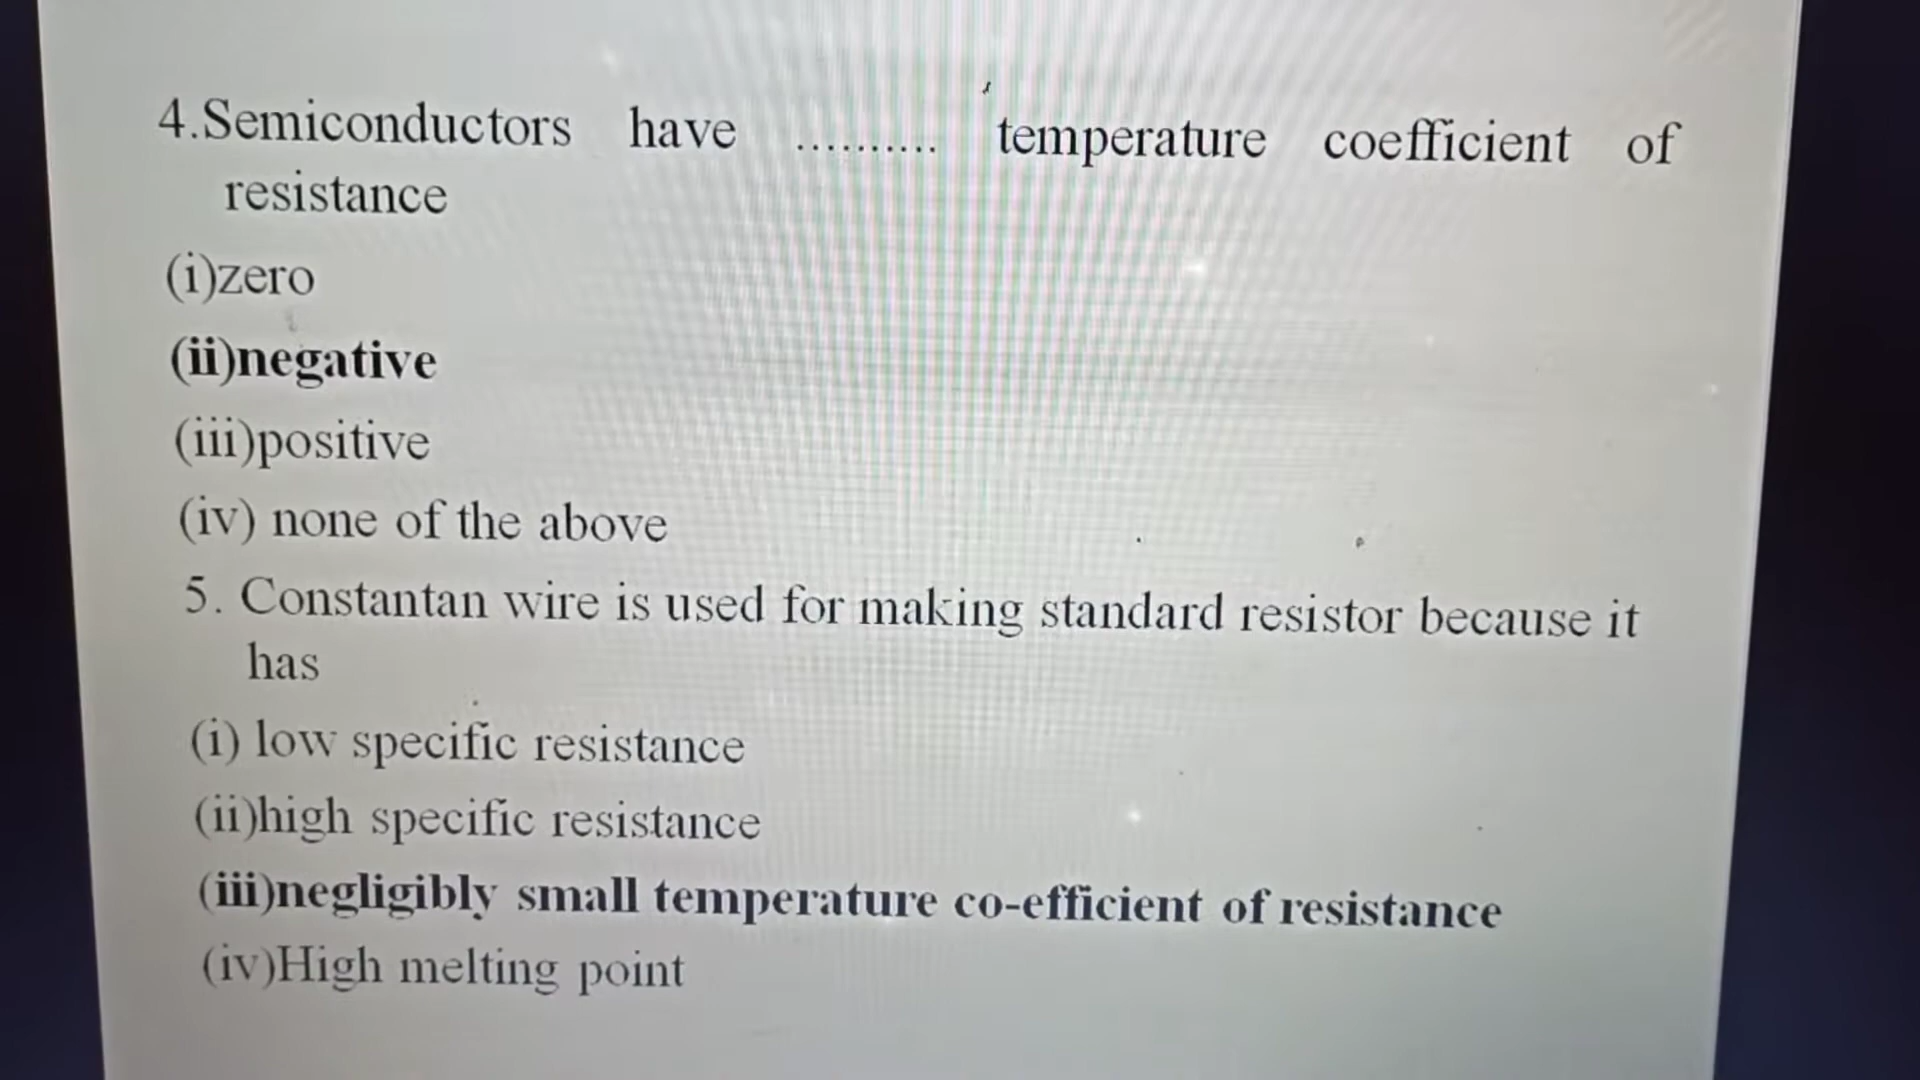 4.Semiconductors have .......... temperature coefficient of
resistance
(i)zero
(ii)negative
(iii)positive
(iv) none of the above
5. Constantan wire is used for making standard resistor because it
has
(i) low specific resistance
(ii)high specific resistance
(iii)negligibly small temperature co-efficient of resistance
(iv)High melting point